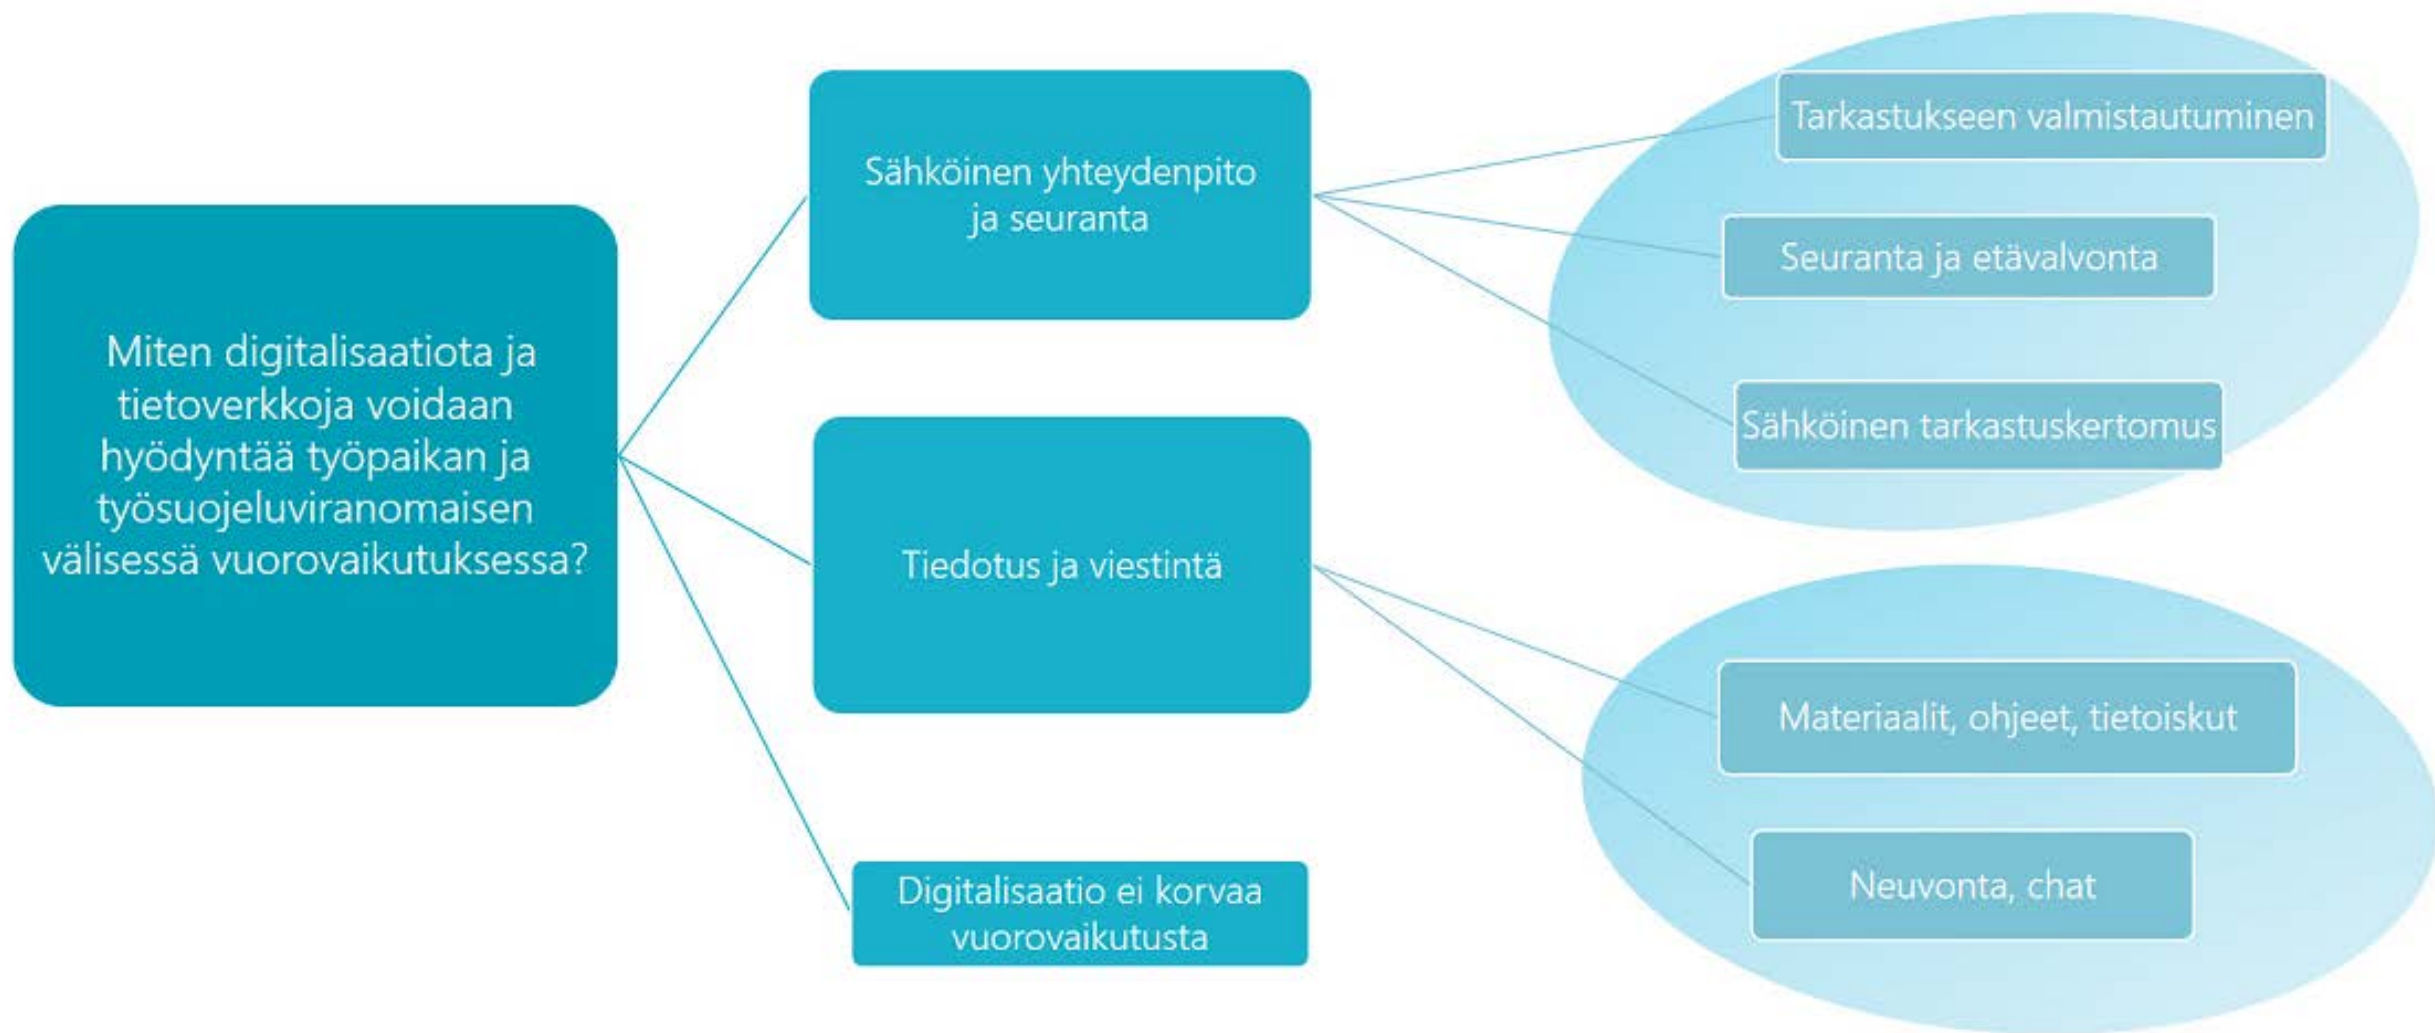 Miten digitalisaatiota ja
tietoverkkoja voidaan
hyödyntää työpaikan ja
työsuojeluviranomaisen
välisessä vuorovaikutuksessa?
Sähköinen yhteydenpito
ja seuranta
Tarkastukseen valmistautuminen
Seuranta ja etävalvonta
Sähköinen tarkastuskertomus
Tiedotus ja viestintä
Materiaalit, ohjeet, tietoiskut
Neuvonta, chat
Digitalisaatio ei korvaa
vuorovaikutusta